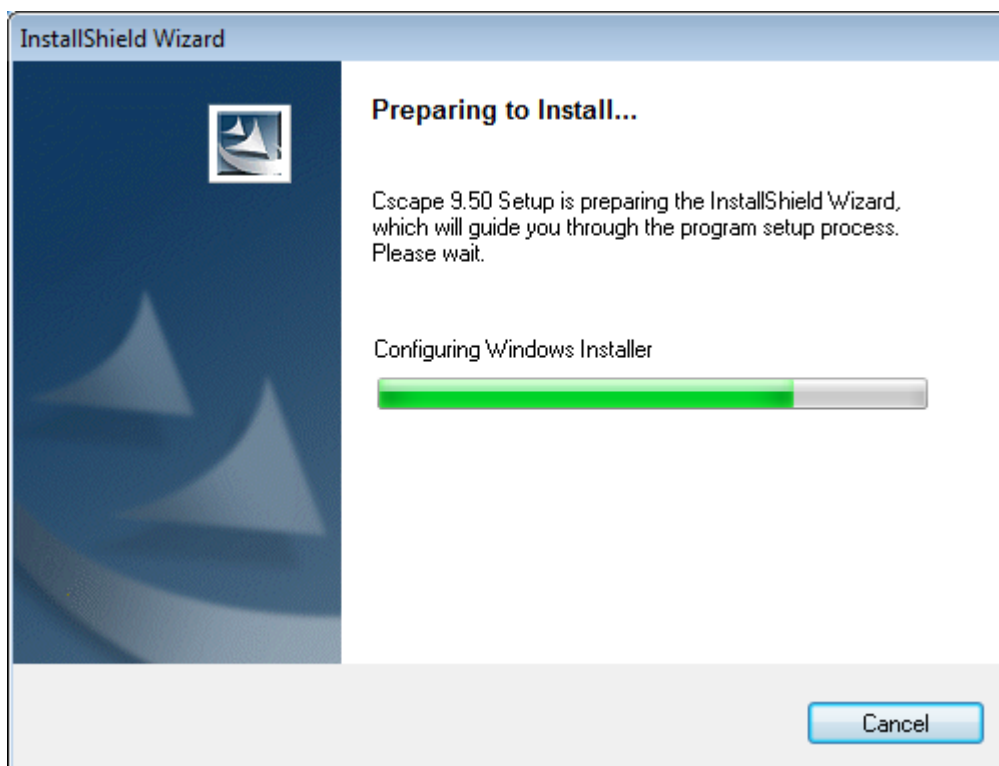 InstallShield Wizard
Preparing to Install...
Cscape 9.50 Setup is preparing the InstallShield Wizard,
which will guide you through the program setup process.
Please wait.
Configuring Windows Installer
Cancel